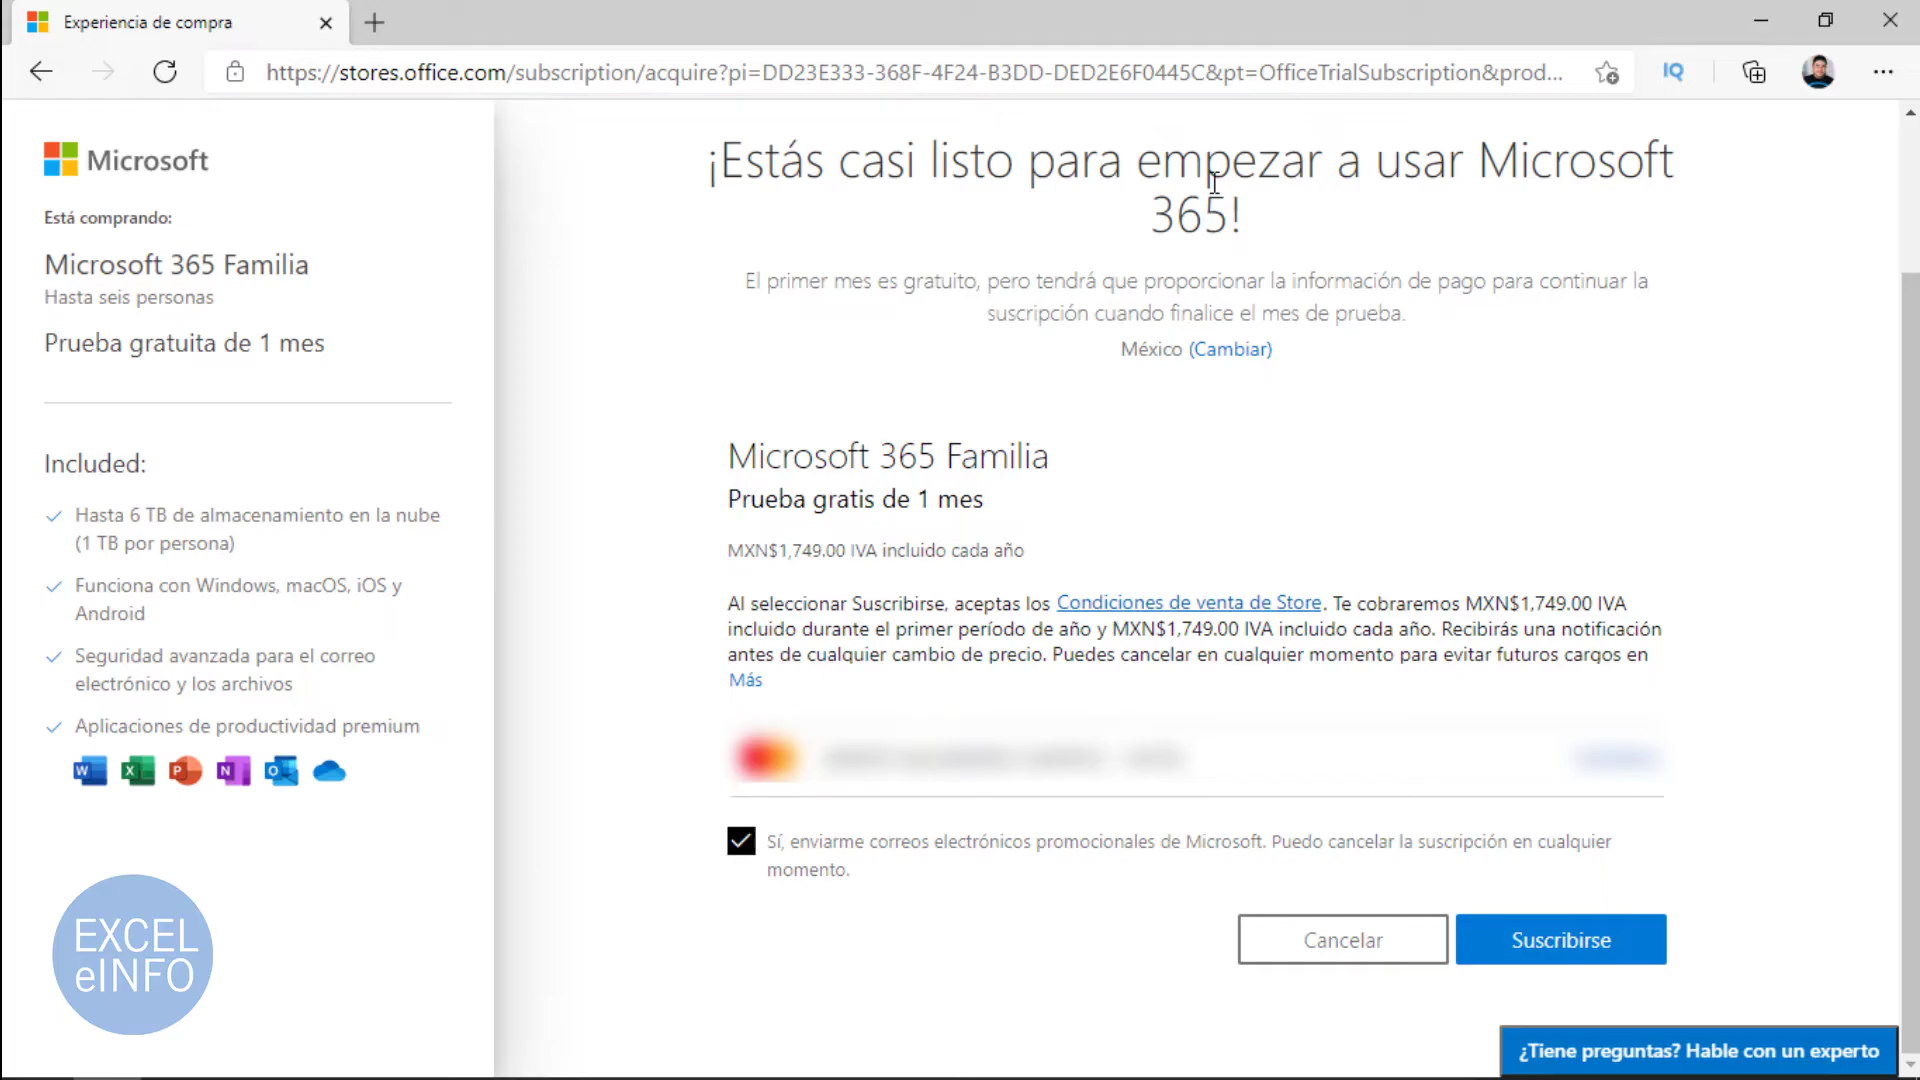 Experiencia de compra
https://stores.office.com/subscription/acquire?pi=DD23E333-368F-4F24-B3DD-DED2E6F0445C&pt=OfficeTrialSubscription&prod...
IQ
Microsoft
Está comprando:
Microsoft 365 Familia
Hasta seis personas
Prueba gratuita de 1 mes
Included:
Hasta 6 TB de almacenamiento en la nube
(1 TB por persona)
Funciona con Windows, macOS, iOS y
Android
Seguridad avanzada para el correo
electrónico y los archivos
Aplicaciones de productividad premium
W X P N O
EXCEL
eINFO
¡Estás casi listo para empezar a usar Microsoft
365!
El primer mes es gratuito, pero tendrá que proporcionar la información de pago para continuar la
suscripción cuando finalice el mes de prueba.
México (Cambiar)
Microsoft 365 Familia
Prueba gratis de 1 mes
MXN$1,749.00 IVA incluido cada año
Al seleccionar Suscribirse, aceptas los Condiciones de venta de Store. Te cobraremos MXN$1,749.00 IVA
incluido durante el primer período de año y MXN$1,749.00 IVA incluido cada año. Recibirás una notificación
antes de cualquier cambio de precio. Puedes cancelar en cualquier momento para evitar futuros cargos en
Más
Sí, enviarme correos electrónicos promocionales de Microsoft. Puedo cancelar la suscripción en cualquier
momento.
Cancelar
Suscribirse
¿Tiene preguntas? Hable con un experto